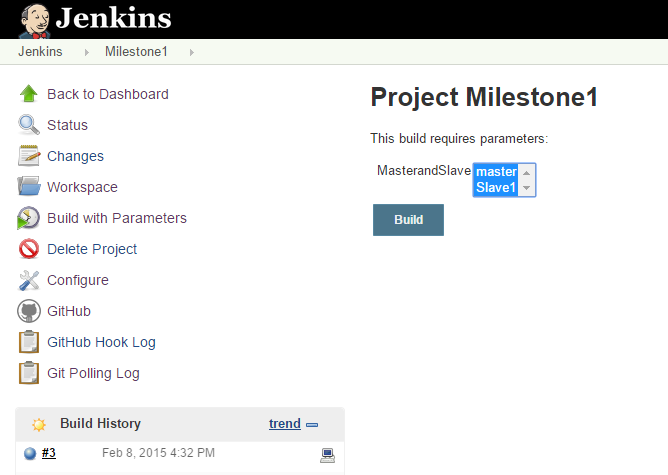 Jenkins
Jenkins Milestone1
Back to Dashboard
Status
Changes
Workspace
Build with Parameters
Delete Project
Configure
GitHub
GitHub Hook Log
Git Polling Log
Build History trend
#3 Feb 8, 2015 4:32 PM
Project Milestone1
This build requires parameters:
MasterandSlave master
Slave1
Build